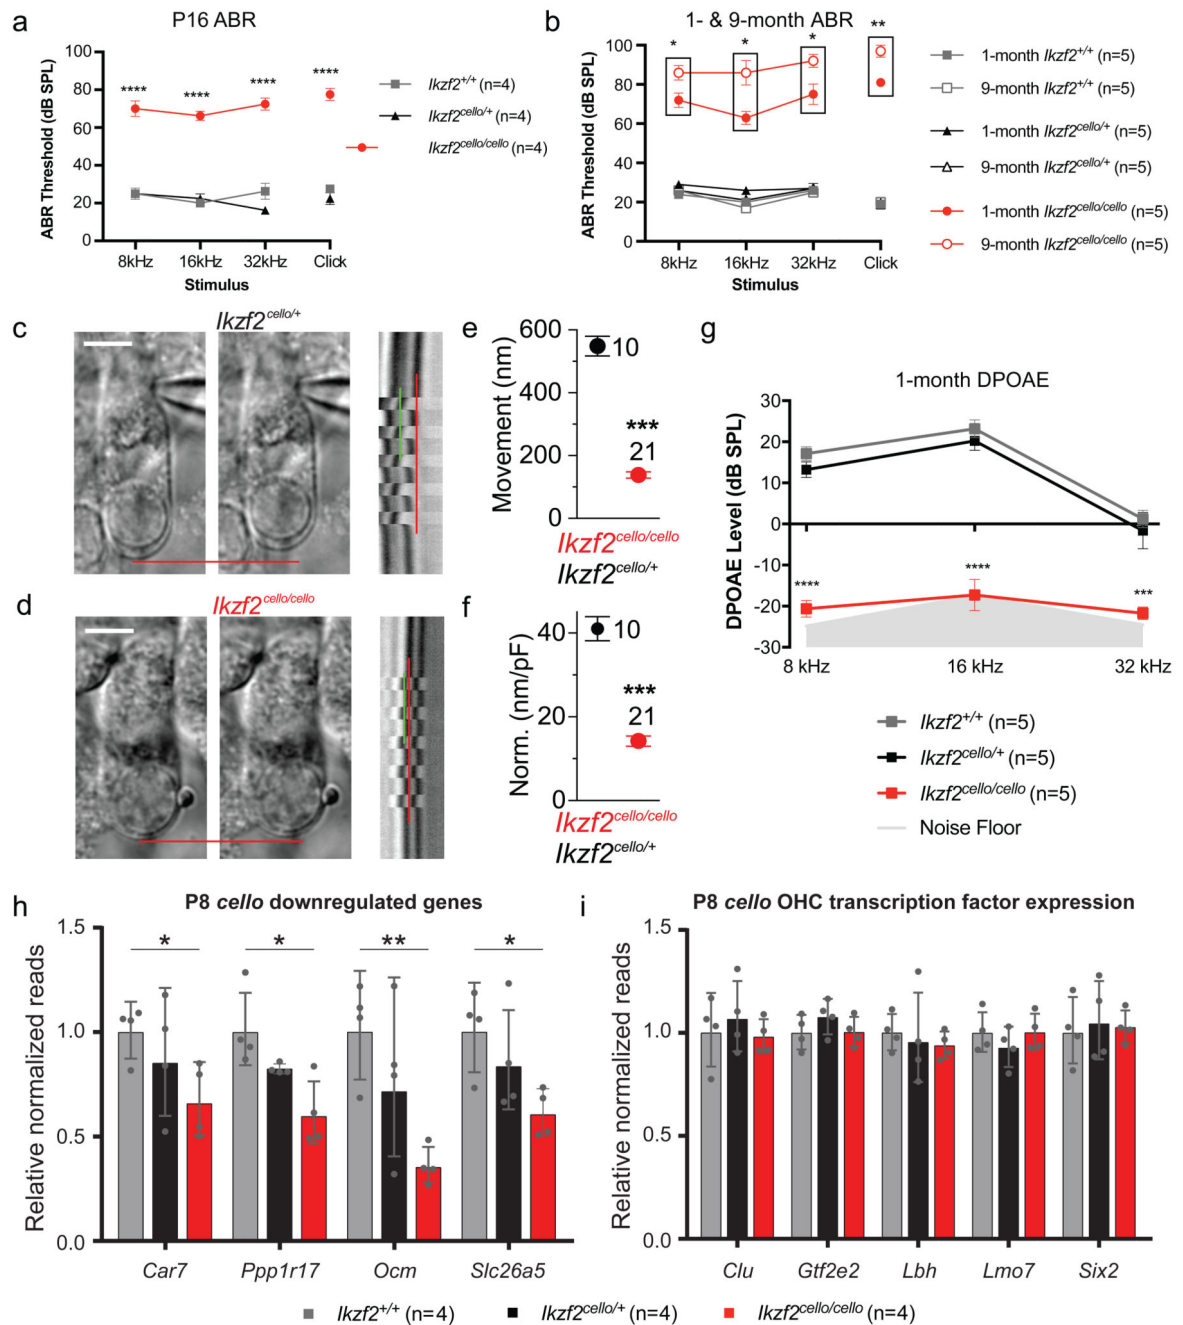 a
P16 ABR
ABR Threshold (dB SPL)
100
80
60
40
20
0
****
****
****
****
8kHz 16kHz 32kHz Click
Stimulus
Ikzf2+/+ (n=4)
Ikzf2cello/+ (n=4)
Ikzf2cello/cello (n=4)
b
1- & 9-month ABR
ABR Threshold (dB SPL)
100
80
60
40
20
0
*
*
*
**
8kHz 16kHz 32kHz Click
Stimulus
1-month Ikzf2+/+ (n=5)
9-month Ikzf2+/+ (n=5)
1-month Ikzf2cello/+ (n=5)
9-month Ikzf2cello/+ (n=5)
1-month Ikzf2cello/cello (n=5)
9-month Ikzf2cello/cello (n=5)
c
Ikzf2cello/+
d
Ikzf2cello/cello
e
Movement (nm)
600
400
200
0
10
***
21
Ikzf2cello/cello
Ikzf2cello/+
f
Norm. (nm/pF)
40
20
0
10
***
21
Ikzf2cello/cello
Ikzf2cello/+
g
1-month DPOAE
DPOAE Level (dB SPL)
30
20
10
0
-10
-20
-30
****
****
***
8 kHz 16 kHz 32 kHz
Ikzf2+/+ (n=5)
Ikzf2cello/+ (n=5)
Ikzf2cello/cello (n=5)
Noise Floor
h
P8 cello downregulated genes
Relative normalized reads
1.5
1.0
0.5
0.0
*
*
**
*
Car7 Ppp1r17 Ocm Slc26a5
i
P8 cello OHC transcription factor expression
Relative normalized reads
1.5
1.0
0.5
0.0
Clu Gtf2e2 Lbh Lmo7 Six2
Ikzf2+/+ (n=4) Ikzf2cello/+ (n=4) Ikzf2cello/cello (n=4)